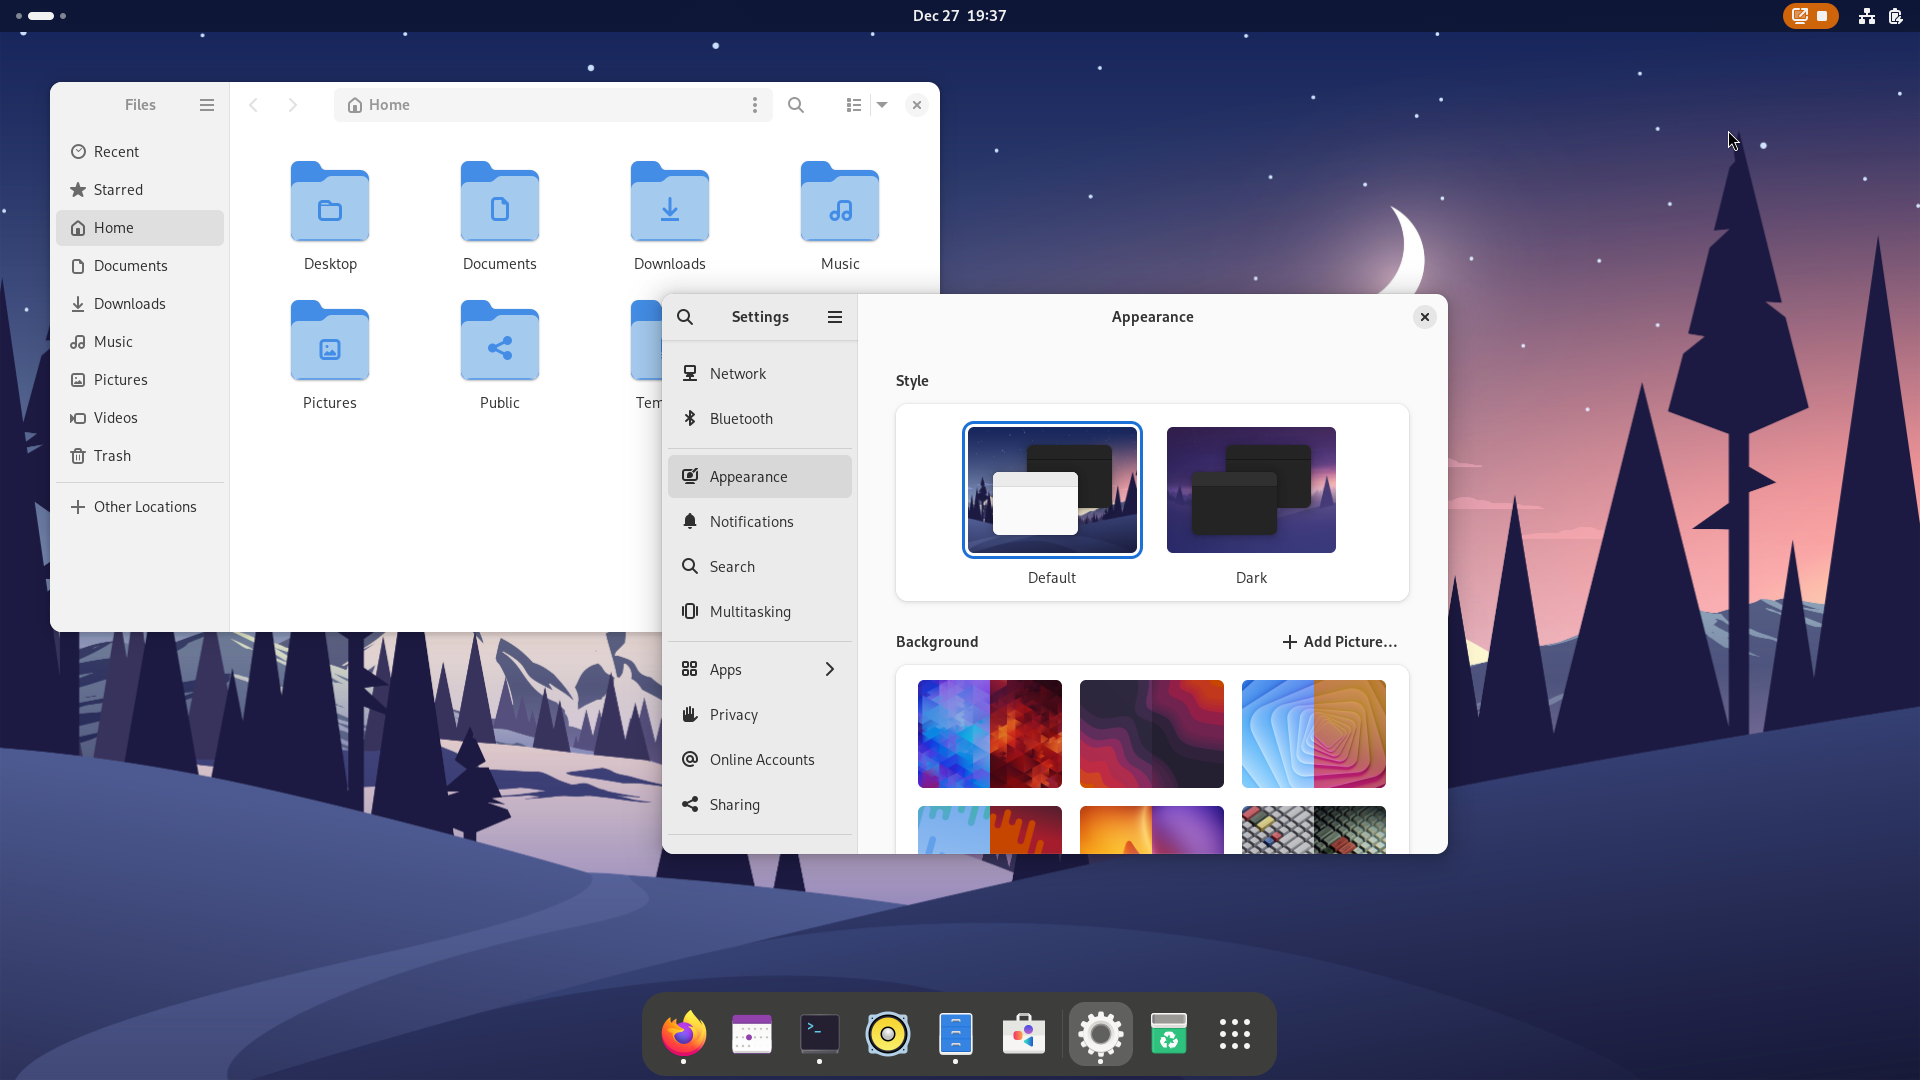 Dec 27 19:37
Files
Home
Recent
Starred
Home
Documents
Downloads
Music
Pictures
Videos
Trash
Other Locations
Desktop
Documents
Downloads
Music
Pictures
Public
Tem
Settings
Network
Bluetooth
Appearance
Notifications
Search
Multitasking
Apps
Privacy
Online Accounts
Sharing
Appearance
Style
Default
Dark
Background
Add Picture...
>_